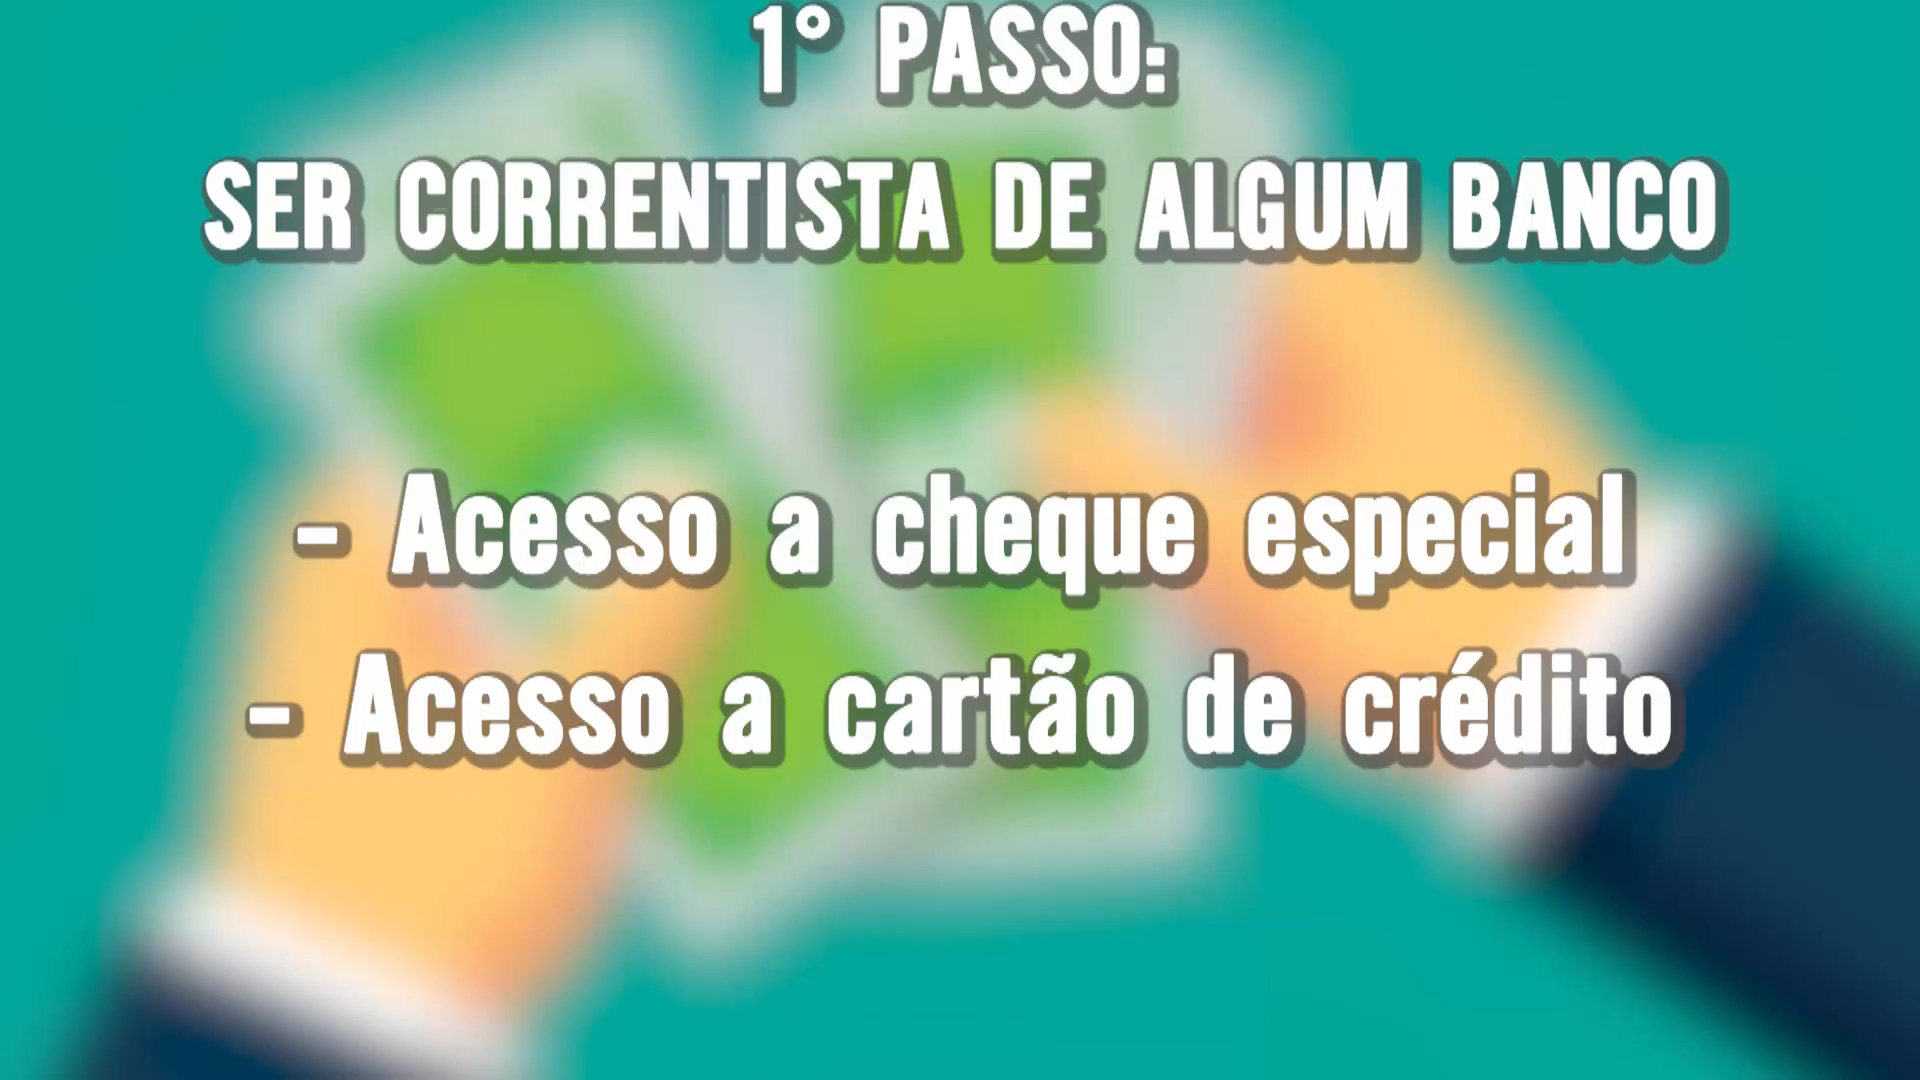 1° PASSO:
SER CORRENTISTA DE ALGUM BANCO
- Acesso a cheque especial
- Acesso a cartão de crédito